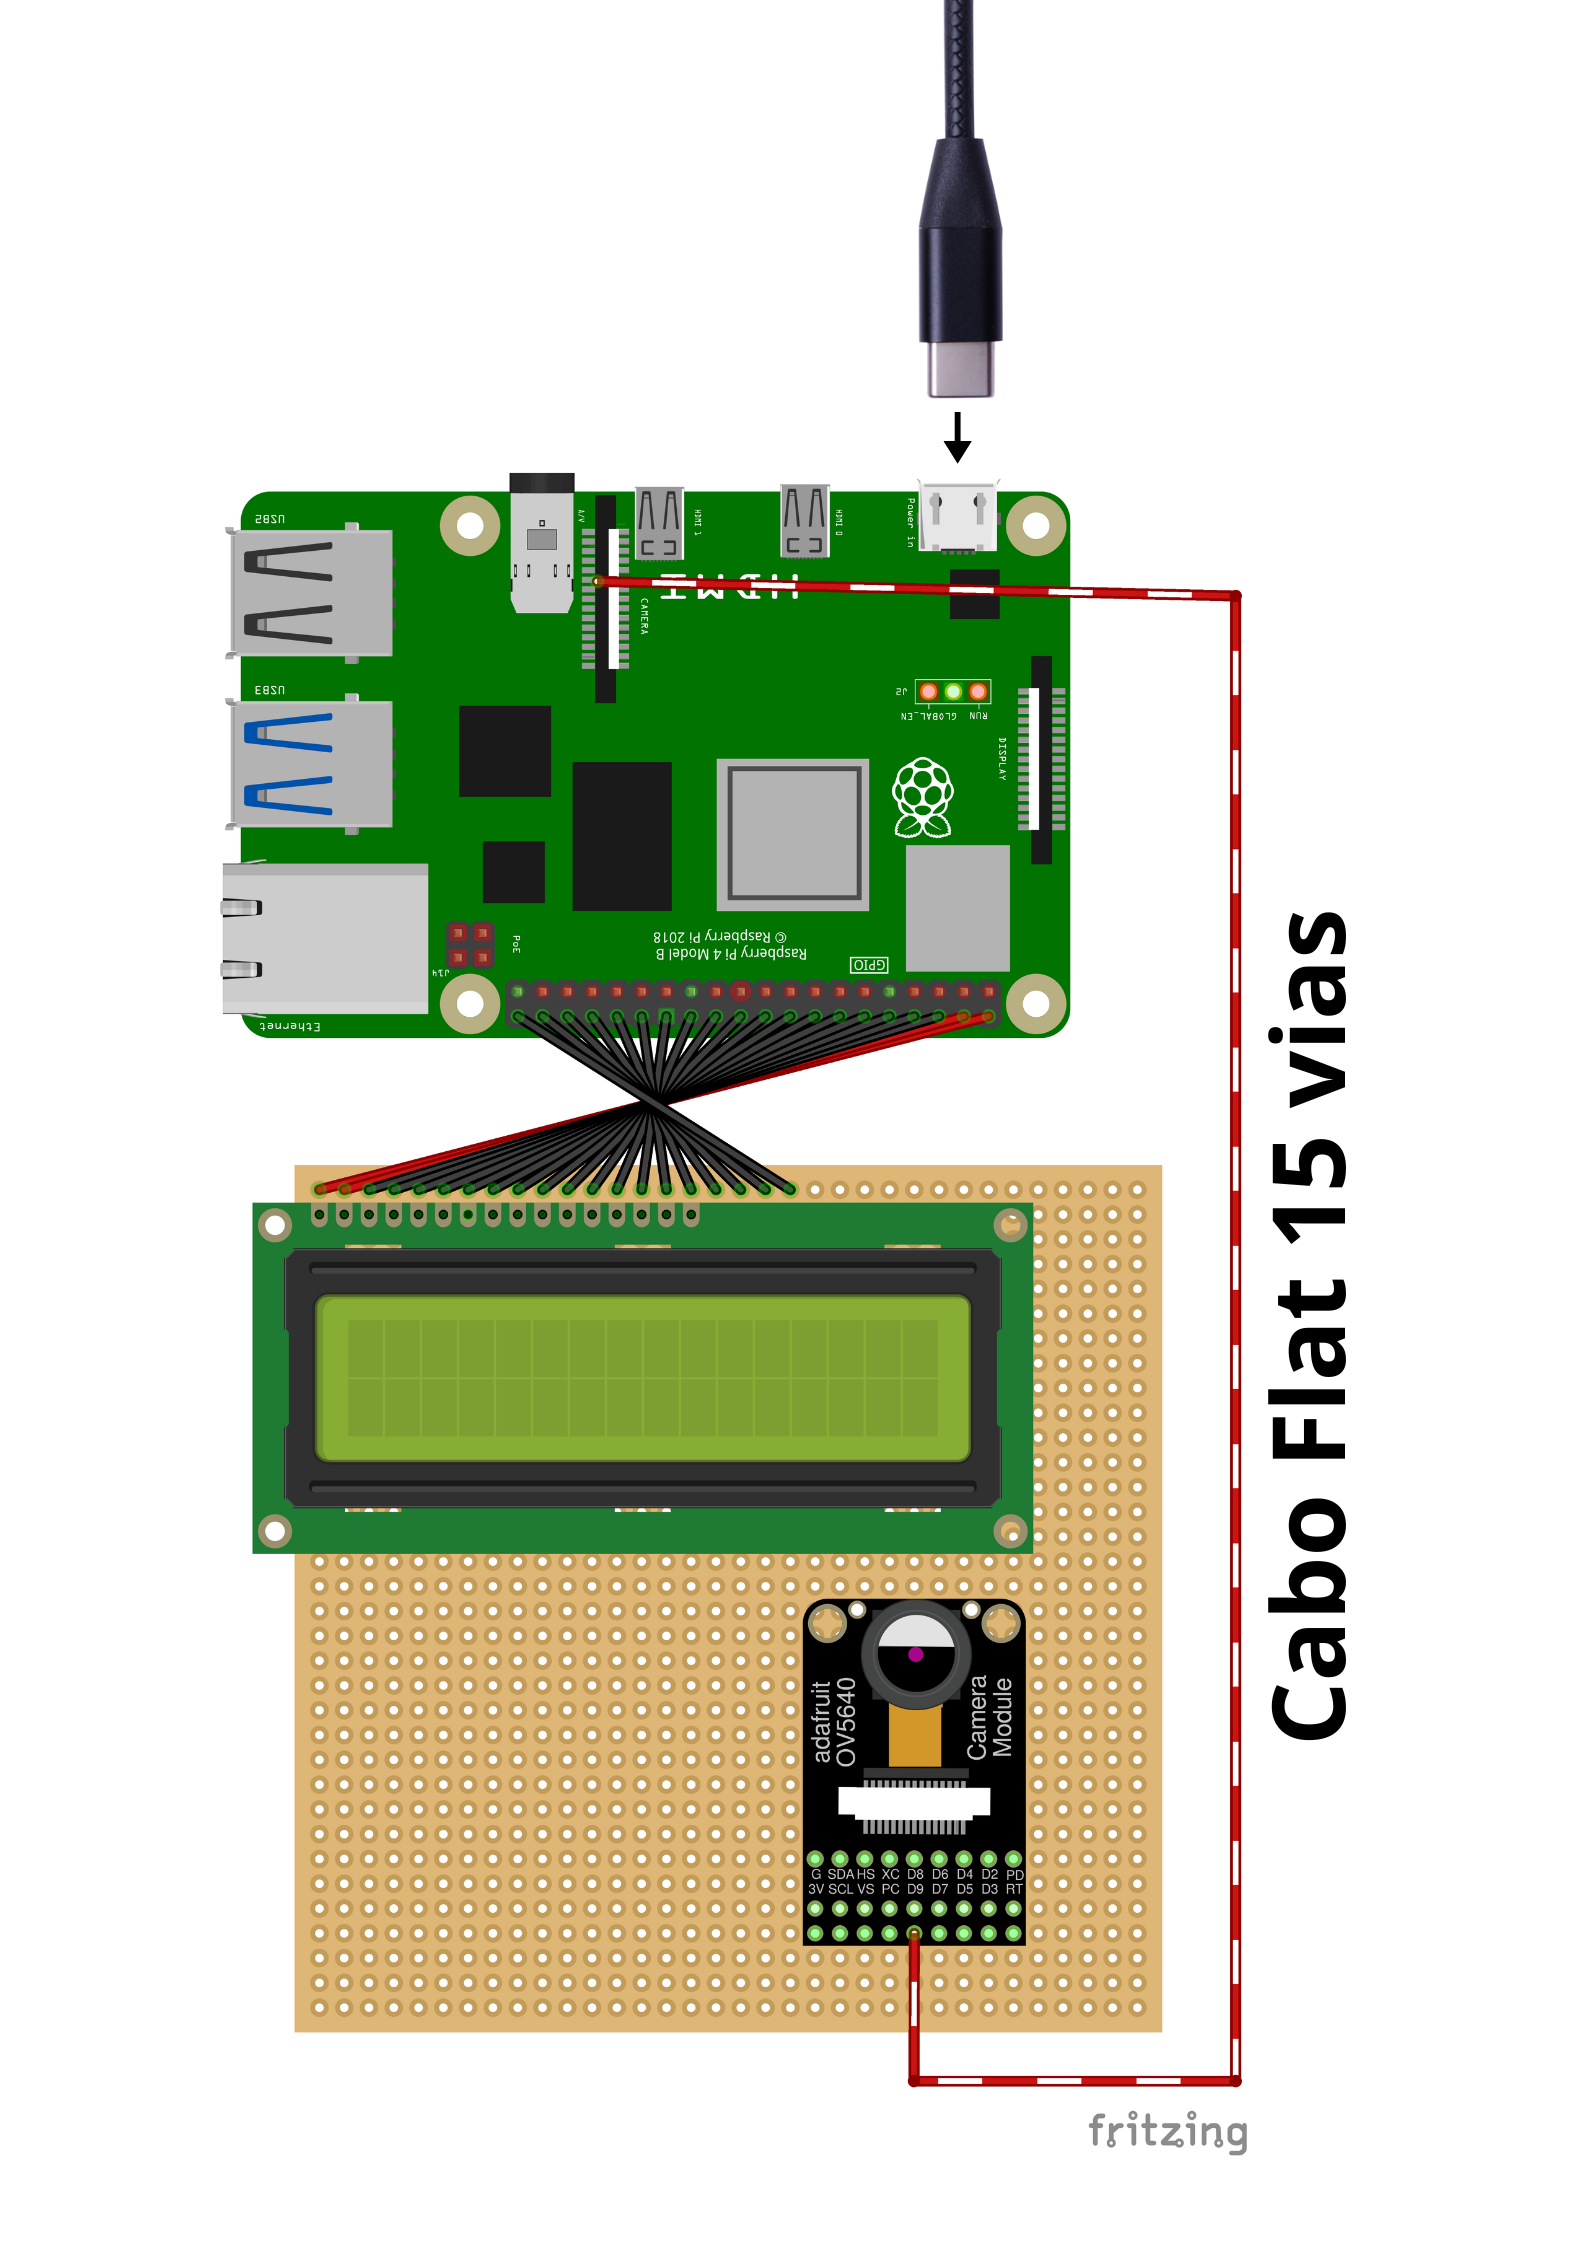 USB2
A/V
HDMI 1
HDMI 0
Power in
HDMI
CAMERA
USB3
J2
GLOBAL_EN
RUN
DISPLAY
© Raspberry Pi 2018
Raspberry Pi 4 Model B
GPIO
PoE
J14
Ethernet
Cabo Flat 15 vias
adafruit
OV5640
Camera
Module
G SDA HS XC D8 D6 D4 D2 PD
3V SCL VS PC D9 D7 D5 D3 RT
fritzing